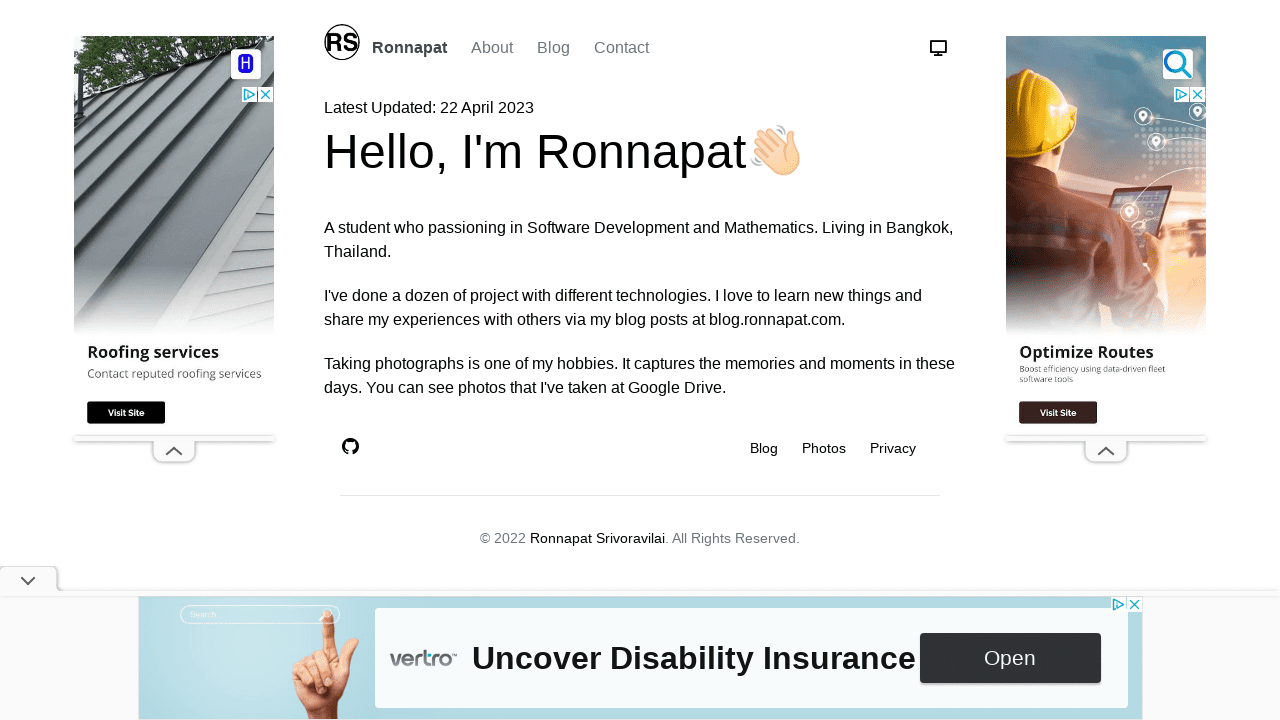 RS
Ronnapat About Blog Contact
Latest Updated: 22 April 2023
Hello, I'm Ronnapat
A student who passioning in Software Development and Mathematics. Living in Bangkok,
Thailand.
I've done a dozen of project with different technologies. I love to learn new things and
share my experiences with others via my blog posts at blog.ronnapat.com.
Taking photographs is one of my hobbies. It captures the memories and moments in these
days. You can see photos that I've taken at Google Drive.
Blog Photos Privacy
© 2022 Ronnapat Srivoravilai. All Rights Reserved.
H
Roofing services
Contact reputed roofing services
Visit Site
Optimize Routes
Boost efficiency using data-driven fleet
software tools
Visit Site
Search
vertro™
Uncover Disability Insurance
Open